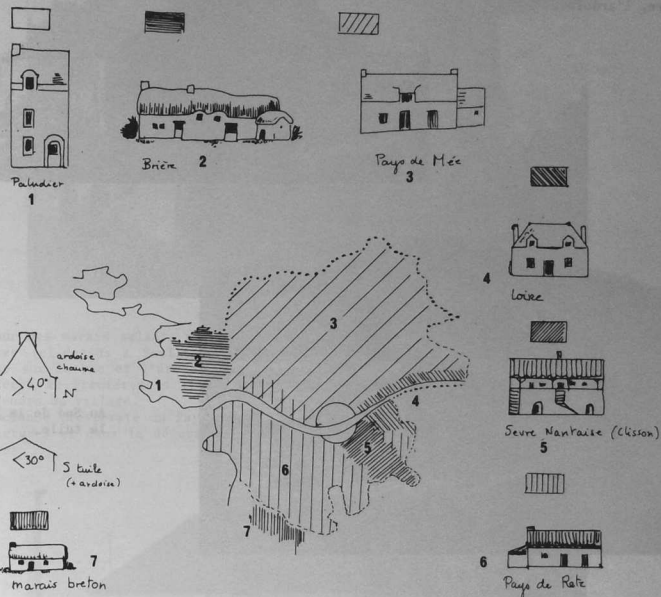 Paludier
1
Brière
2
Pays de Mée
3
4
Loire
Sevre Nantaise (Clisson)
5
6
Pays de Retz
1
2
3
4
5
6
7
ardoise
chaume
> 40°
N
< 30°
S tuile
(+ ardoise)
7
marais breton